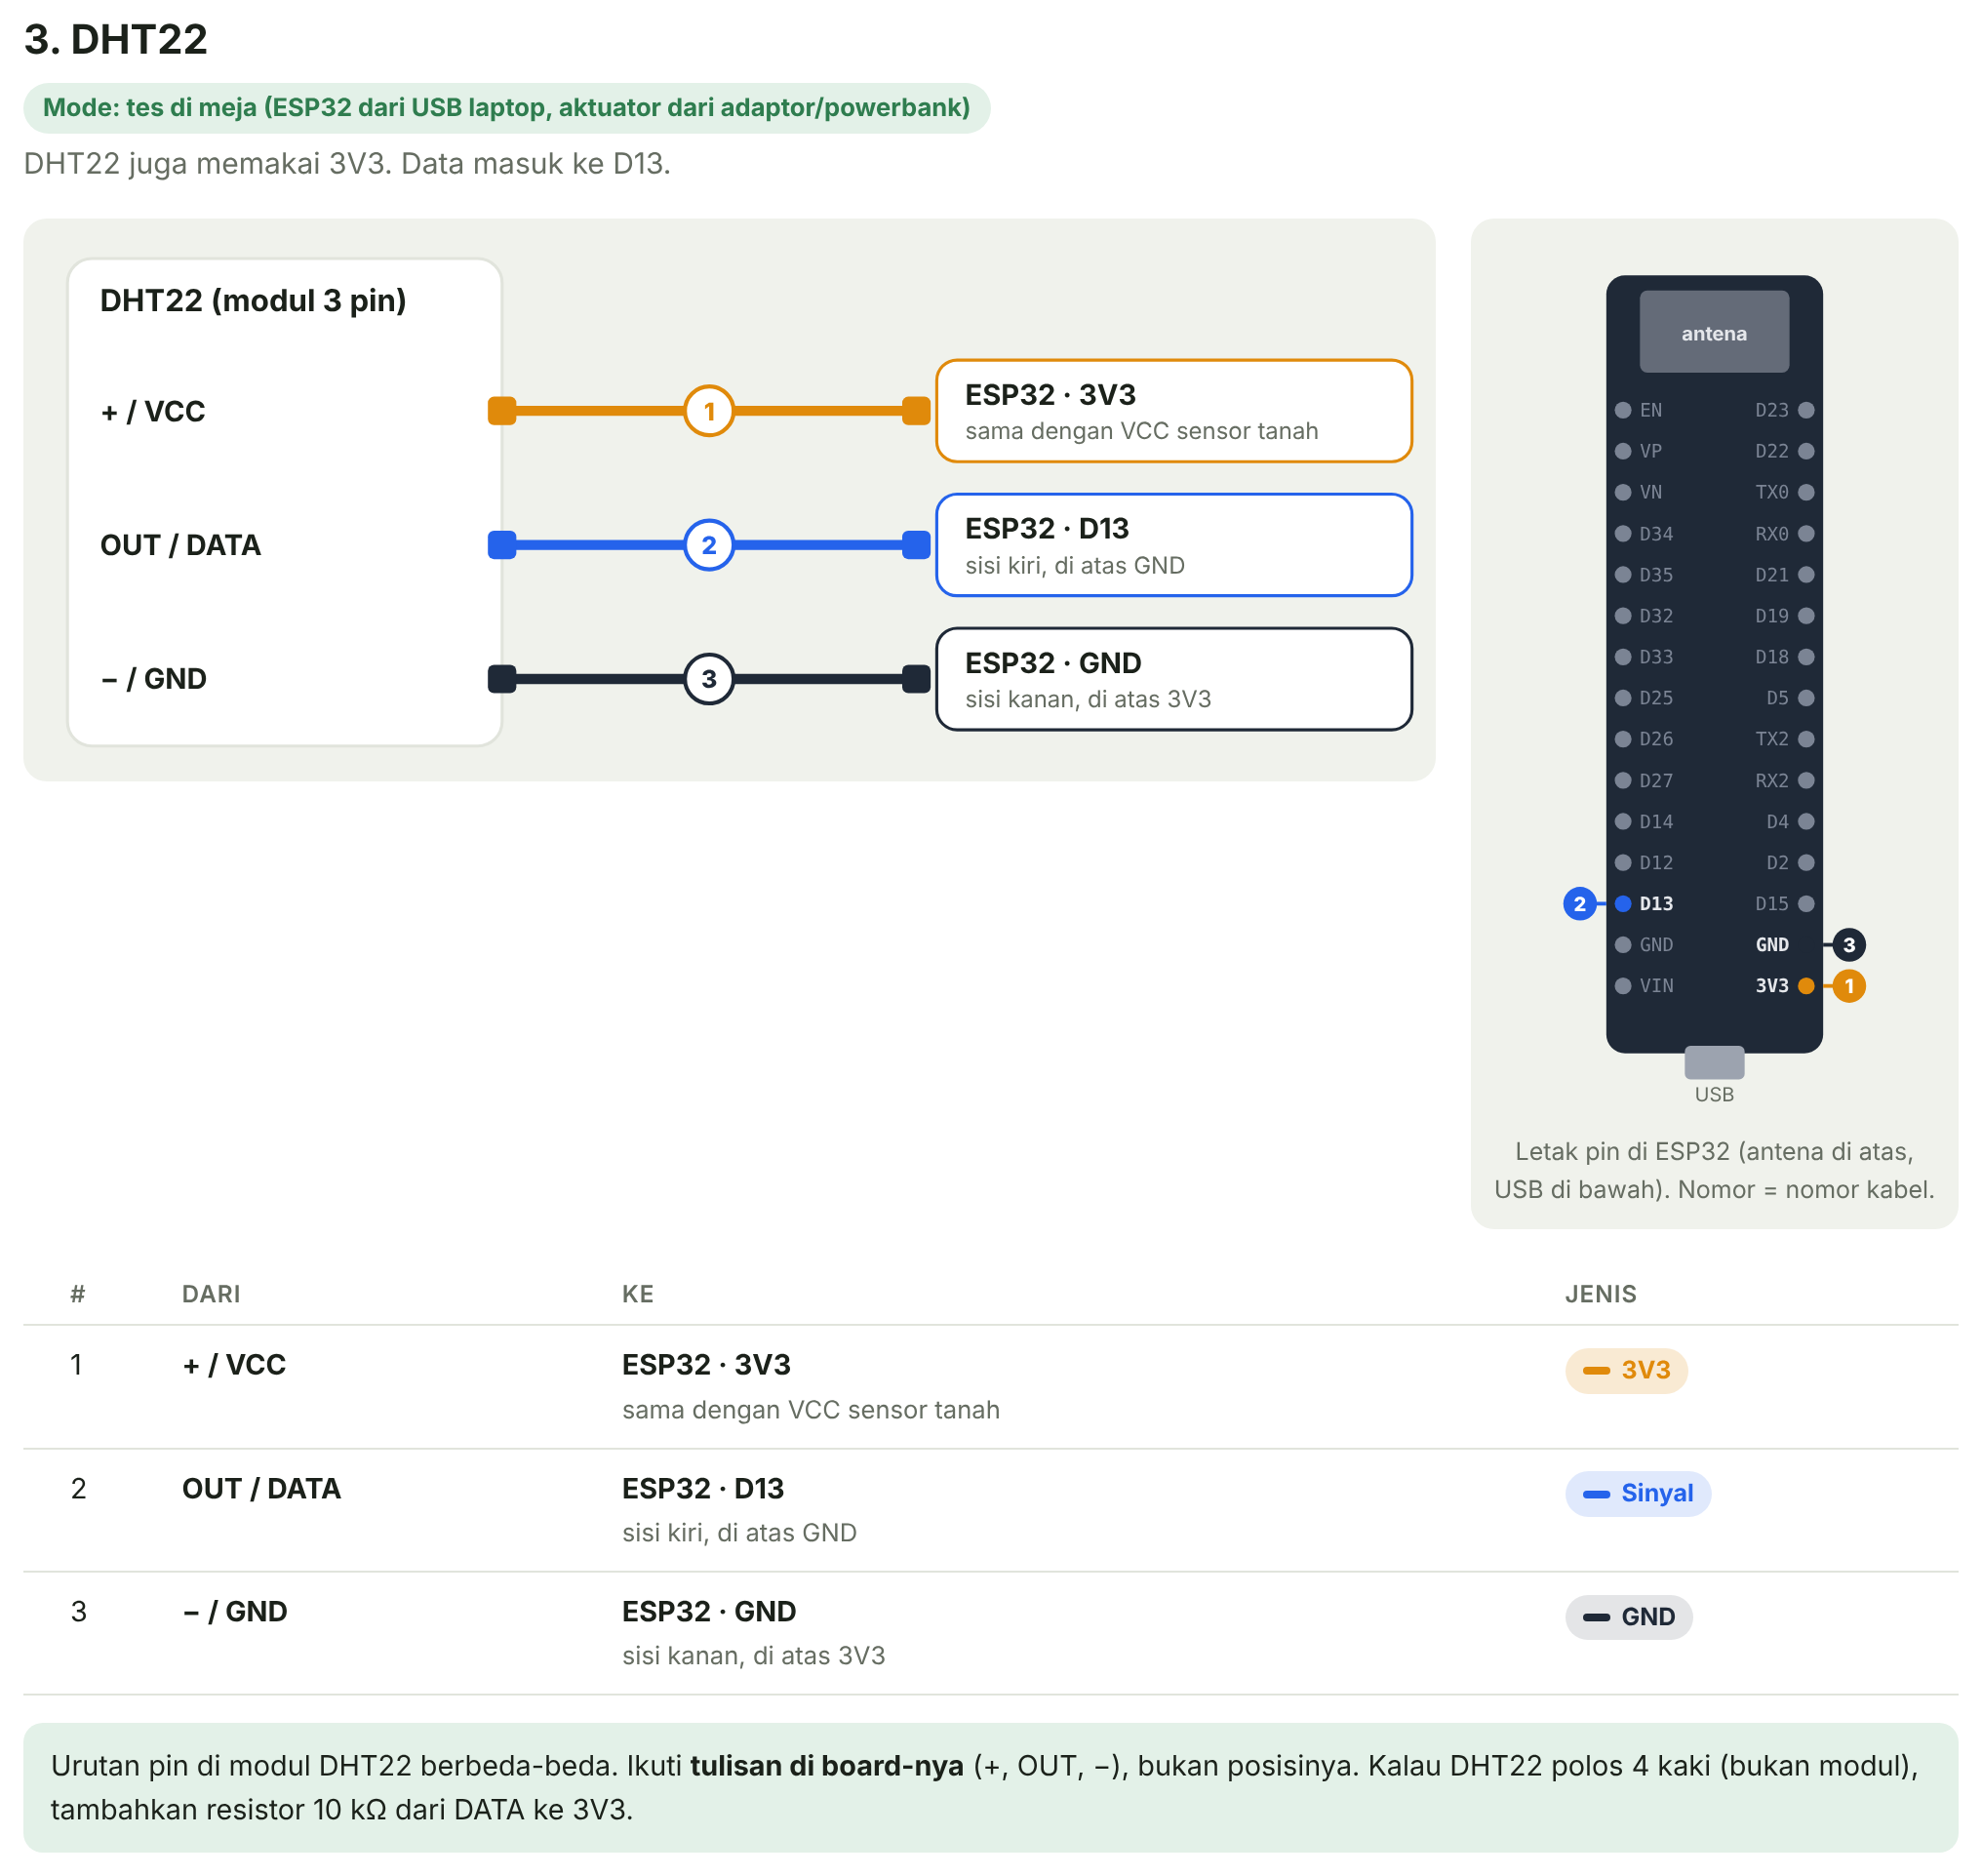 3. DHT22
Mode: tes di meja (ESP32 dari USB laptop, aktuator dari adaptor/powerbank)
DHT22 juga memakai 3V3. Data masuk ke D13.
DHT22 (modul 3 pin)
+ / VCC
1
ESP32 · 3V3
sama dengan VCC sensor tanah
OUT / DATA
2
ESP32 · D13
sisi kiri, di atas GND
− / GND
3
ESP32 · GND
sisi kanan, di atas 3V3
antena
EN D23
VP D22
VN TX0
D34 RX0
D35 D21
D32 D19
D33 D18
D25 D5
D26 TX2
D27 RX2
D14 D4
D12 D2
2 D13 D15
GND GND 3
VIN 3V3 1
USB
Letak pin di ESP32 (antena di atas,
USB di bawah). Nomor = nomor kabel.
# DARI KE JENIS
1 + / VCC ESP32 · 3V3 3V3
sama dengan VCC sensor tanah
2 OUT / DATA ESP32 · D13 Sinyal
sisi kiri, di atas GND
3 − / GND ESP32 · GND GND
sisi kanan, di atas 3V3
Urutan pin di modul DHT22 berbeda-beda. Ikuti tulisan di board-nya (+, OUT, −), bukan posisinya. Kalau DHT22 polos 4 kaki (bukan modul),
tambahkan resistor 10 kΩ dari DATA ke 3V3.